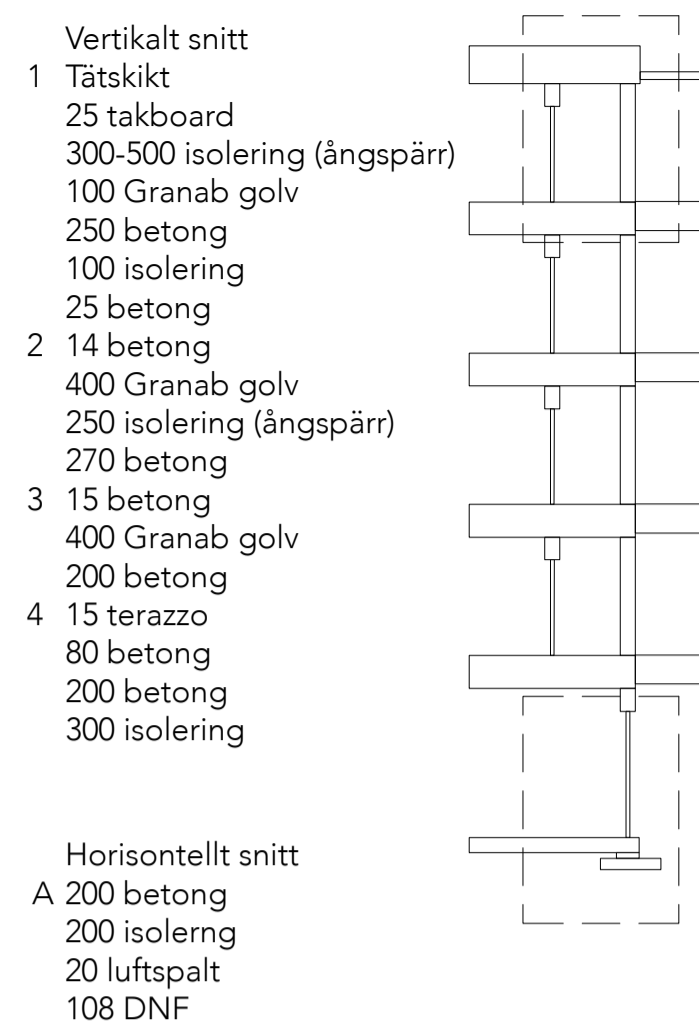 Vertikalt snitt
1 Tätskikt
25 takboard
300-500 isolering (ångspärr)
100 Granab golv
250 betong
100 isolering
25 betong
2 14 betong
400 Granab golv
250 isolering (ångspärr)
270 betong
3 15 betong
400 Granab golv
200 betong
4 15 terazzo
80 betong
200 betong
300 isolering
Horisontellt snitt
A 200 betong
200 isolerng
20 luftspalt
108 DNF